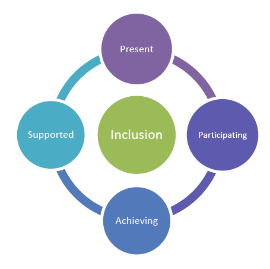 Present
Supported
Inclusion
Participating
Achieving